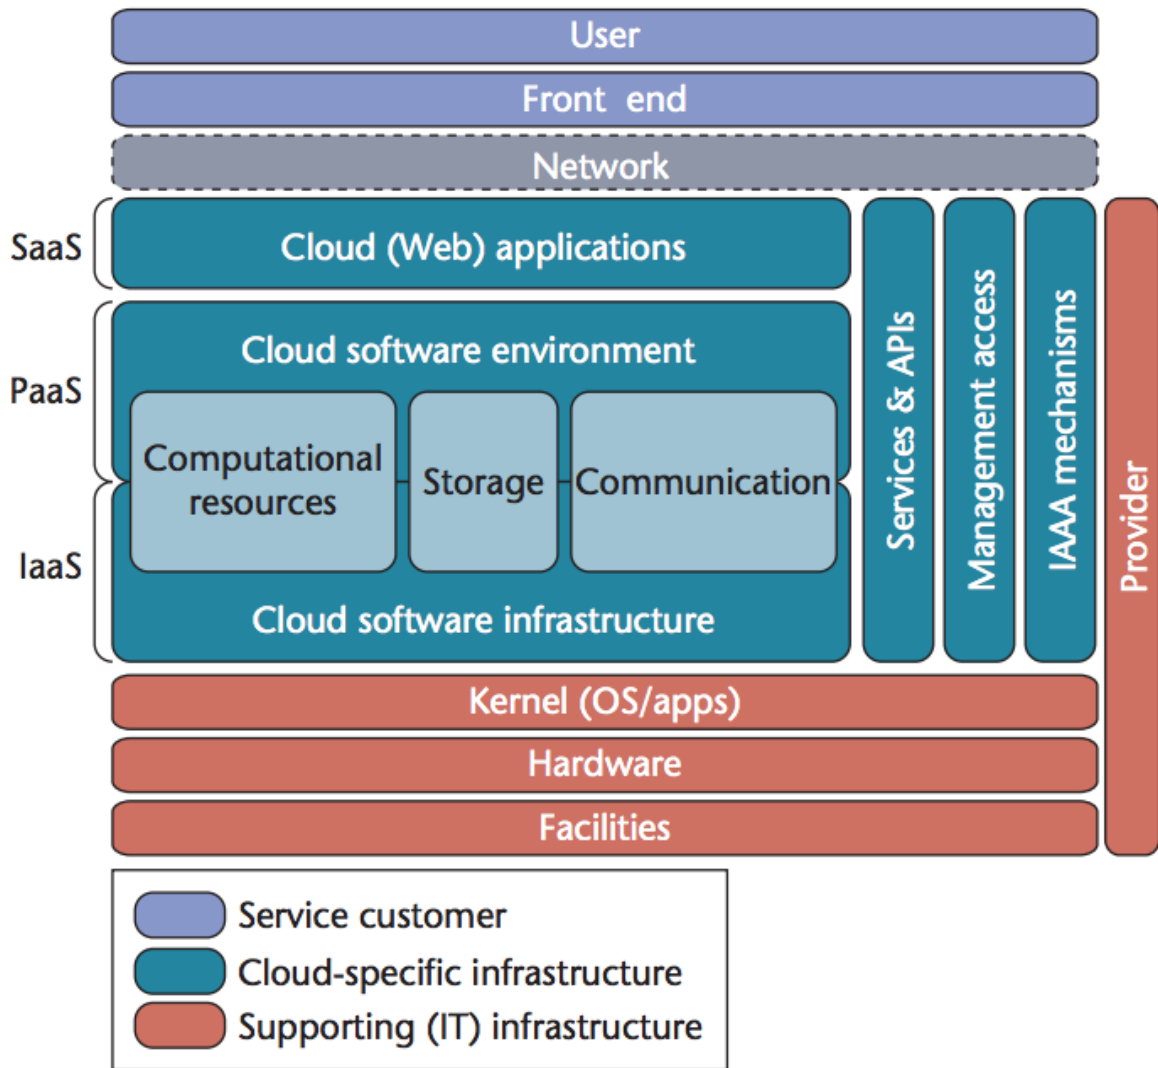 User
Front end
Network
SaaS
Cloud (Web) applications
PaaS
Cloud software environment
Computational
resources
Storage
Communication
IaaS
Cloud software infrastructure
Services & APIs
Management access
IAAA mechanisms
Provider
Kernel (OS/apps)
Hardware
Facilities
Service customer
Cloud-specific infrastructure
Supporting (IT) infrastructure